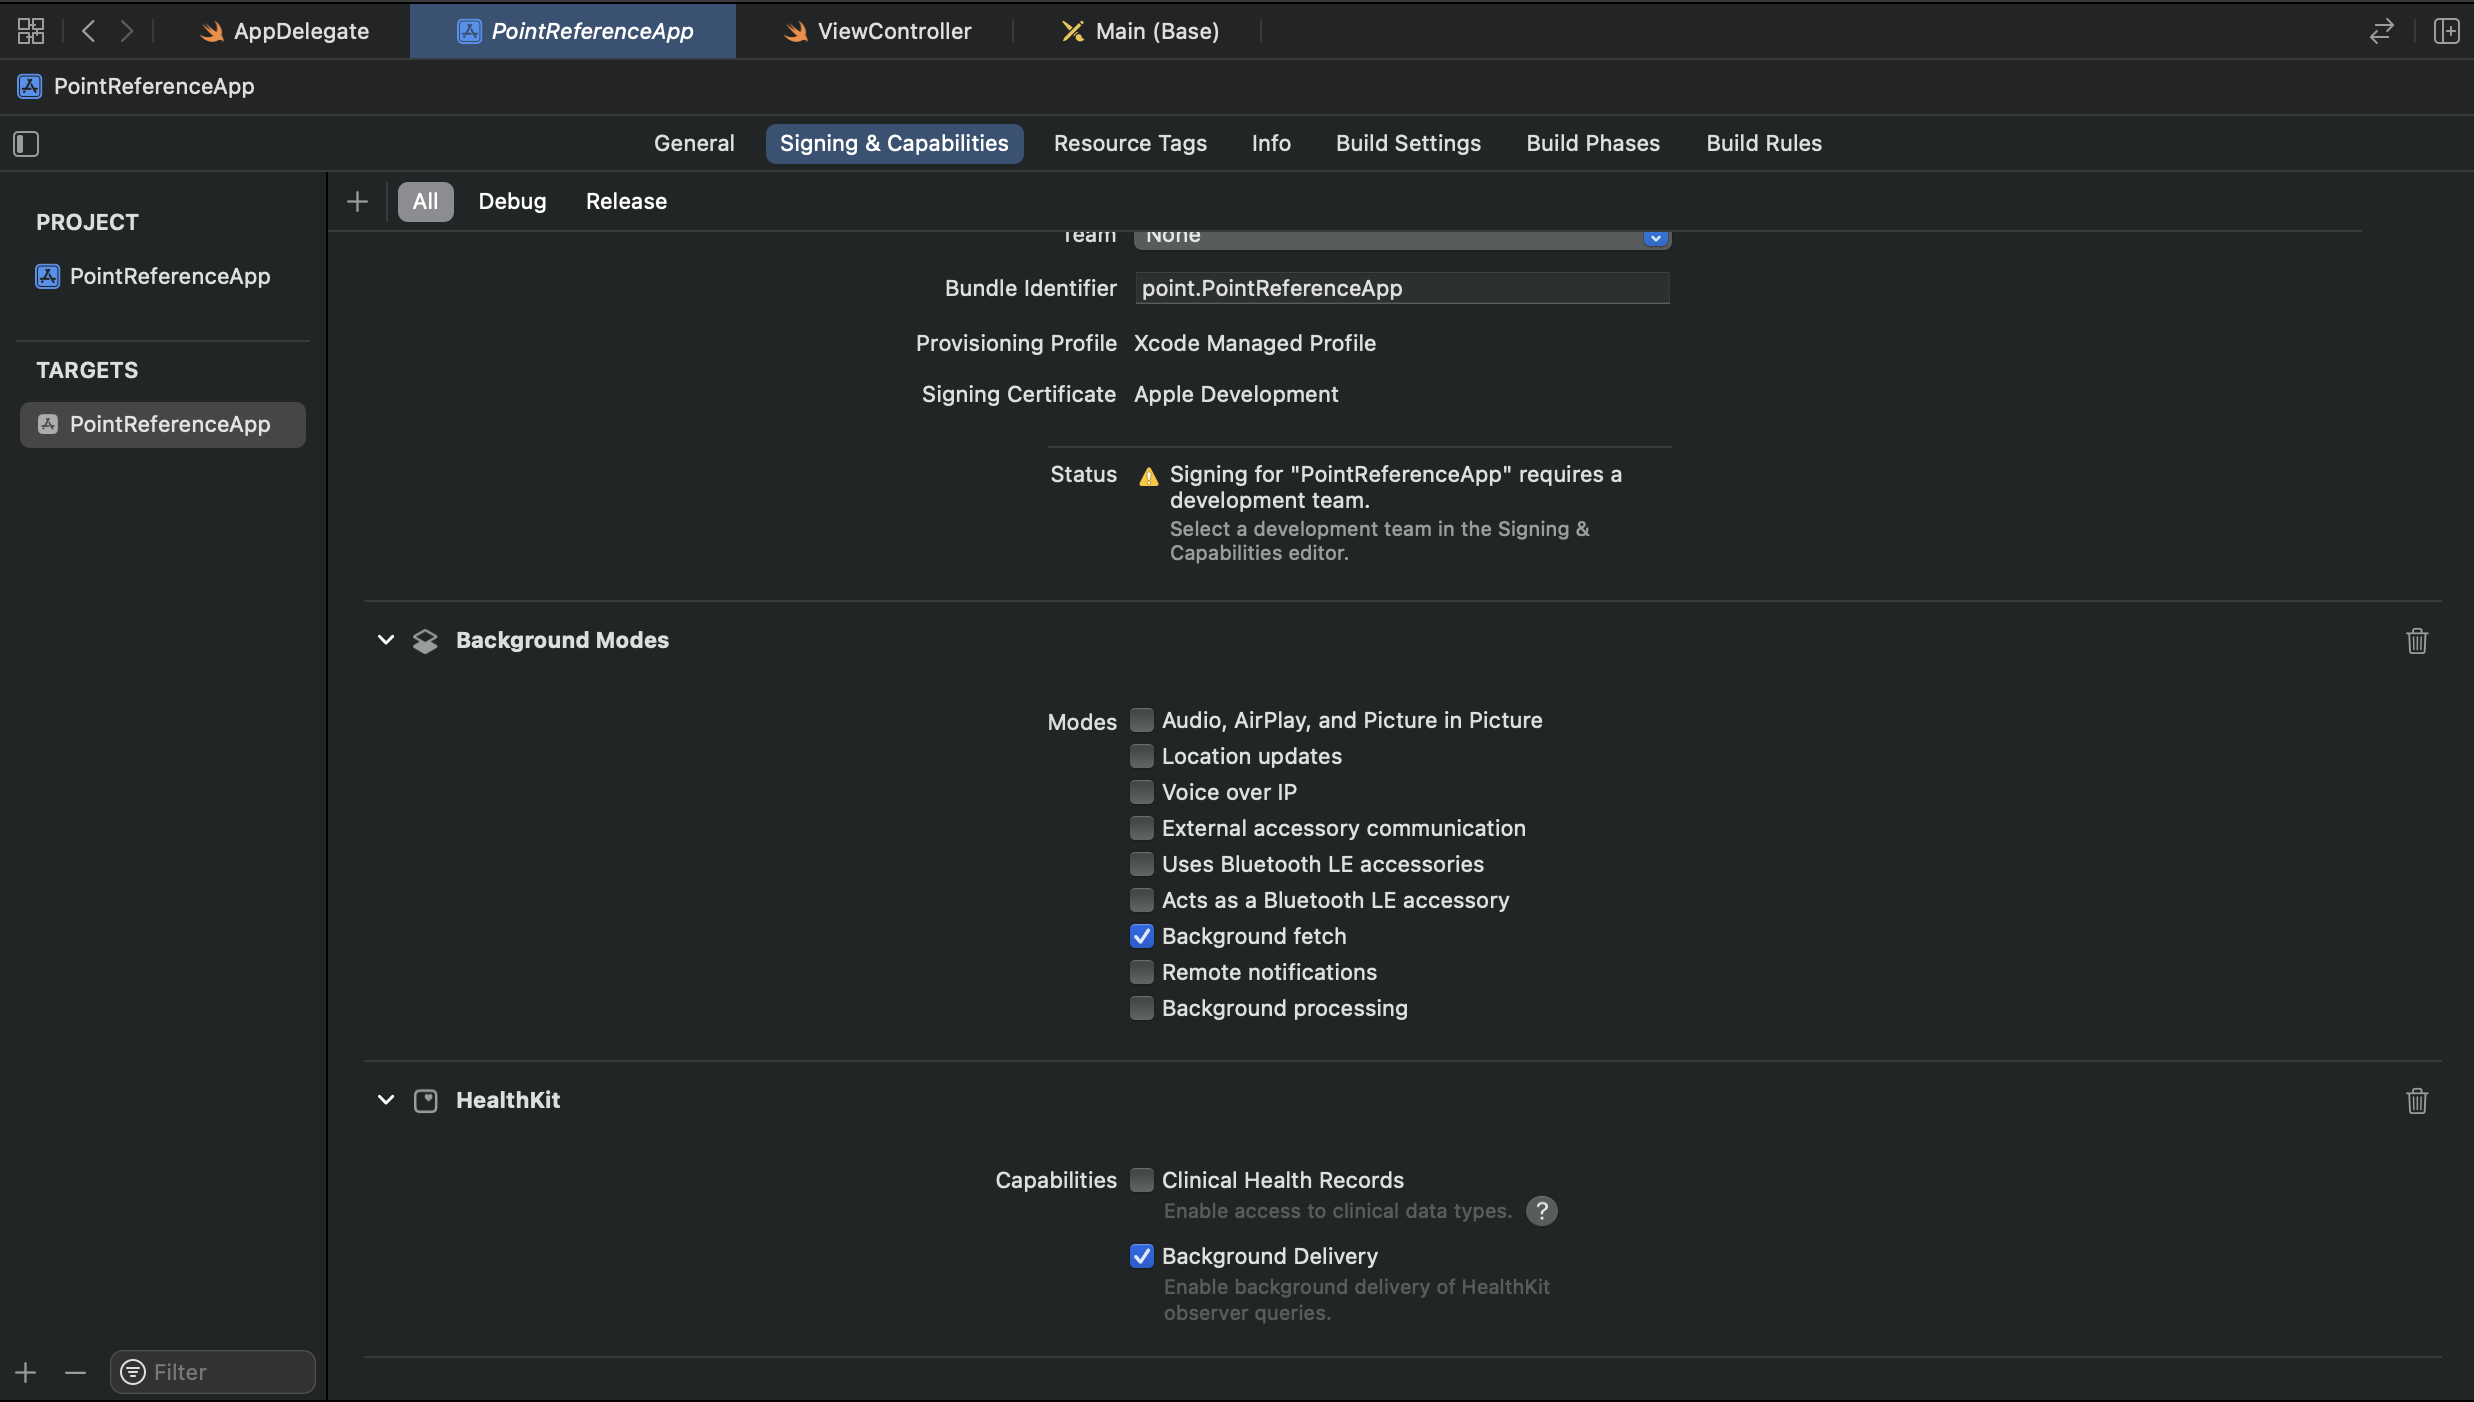 AppDelegate
PointReferenceApp
ViewController
Main (Base)
PointReferenceApp
General
Signing & Capabilities
Resource Tags
Info
Build Settings
Build Phases
Build Rules
PROJECT
PointReferenceApp
TARGETS
PointReferenceApp
Filter
All
Debug
Release
Team None
Bundle Identifier point.PointReferenceApp
Provisioning Profile Xcode Managed Profile
Signing Certificate Apple Development
Status Signing for "PointReferenceApp" requires a
development team.
Select a development team in the Signing &
Capabilities editor.
Background Modes
Modes Audio, AirPlay, and Picture in Picture
Location updates
Voice over IP
External accessory communication
Uses Bluetooth LE accessories
Acts as a Bluetooth LE accessory
Background fetch
Remote notifications
Background processing
HealthKit
Capabilities Clinical Health Records
Enable access to clinical data types. ?
Background Delivery
Enable background delivery of HealthKit
observer queries.